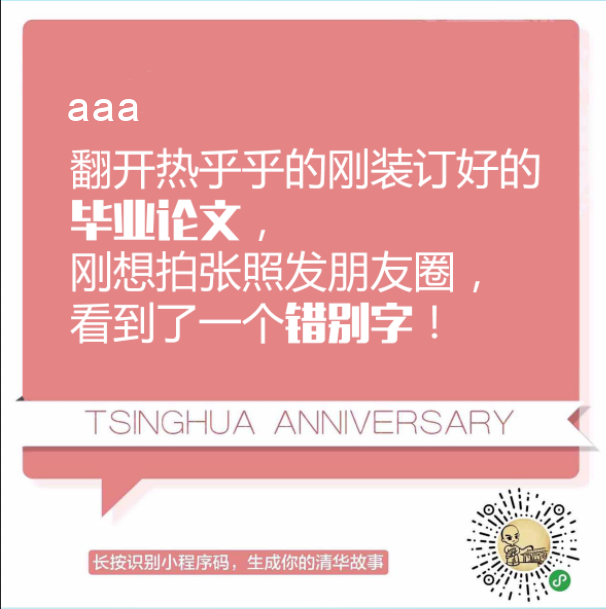 aaa
翻开热乎乎的刚装订好的
毕业论文，
刚想拍张照发朋友圈，
看到了一个错别字！
TSINGHUA ANNIVERSARY
长按识别小程序码，生成你的清华故事